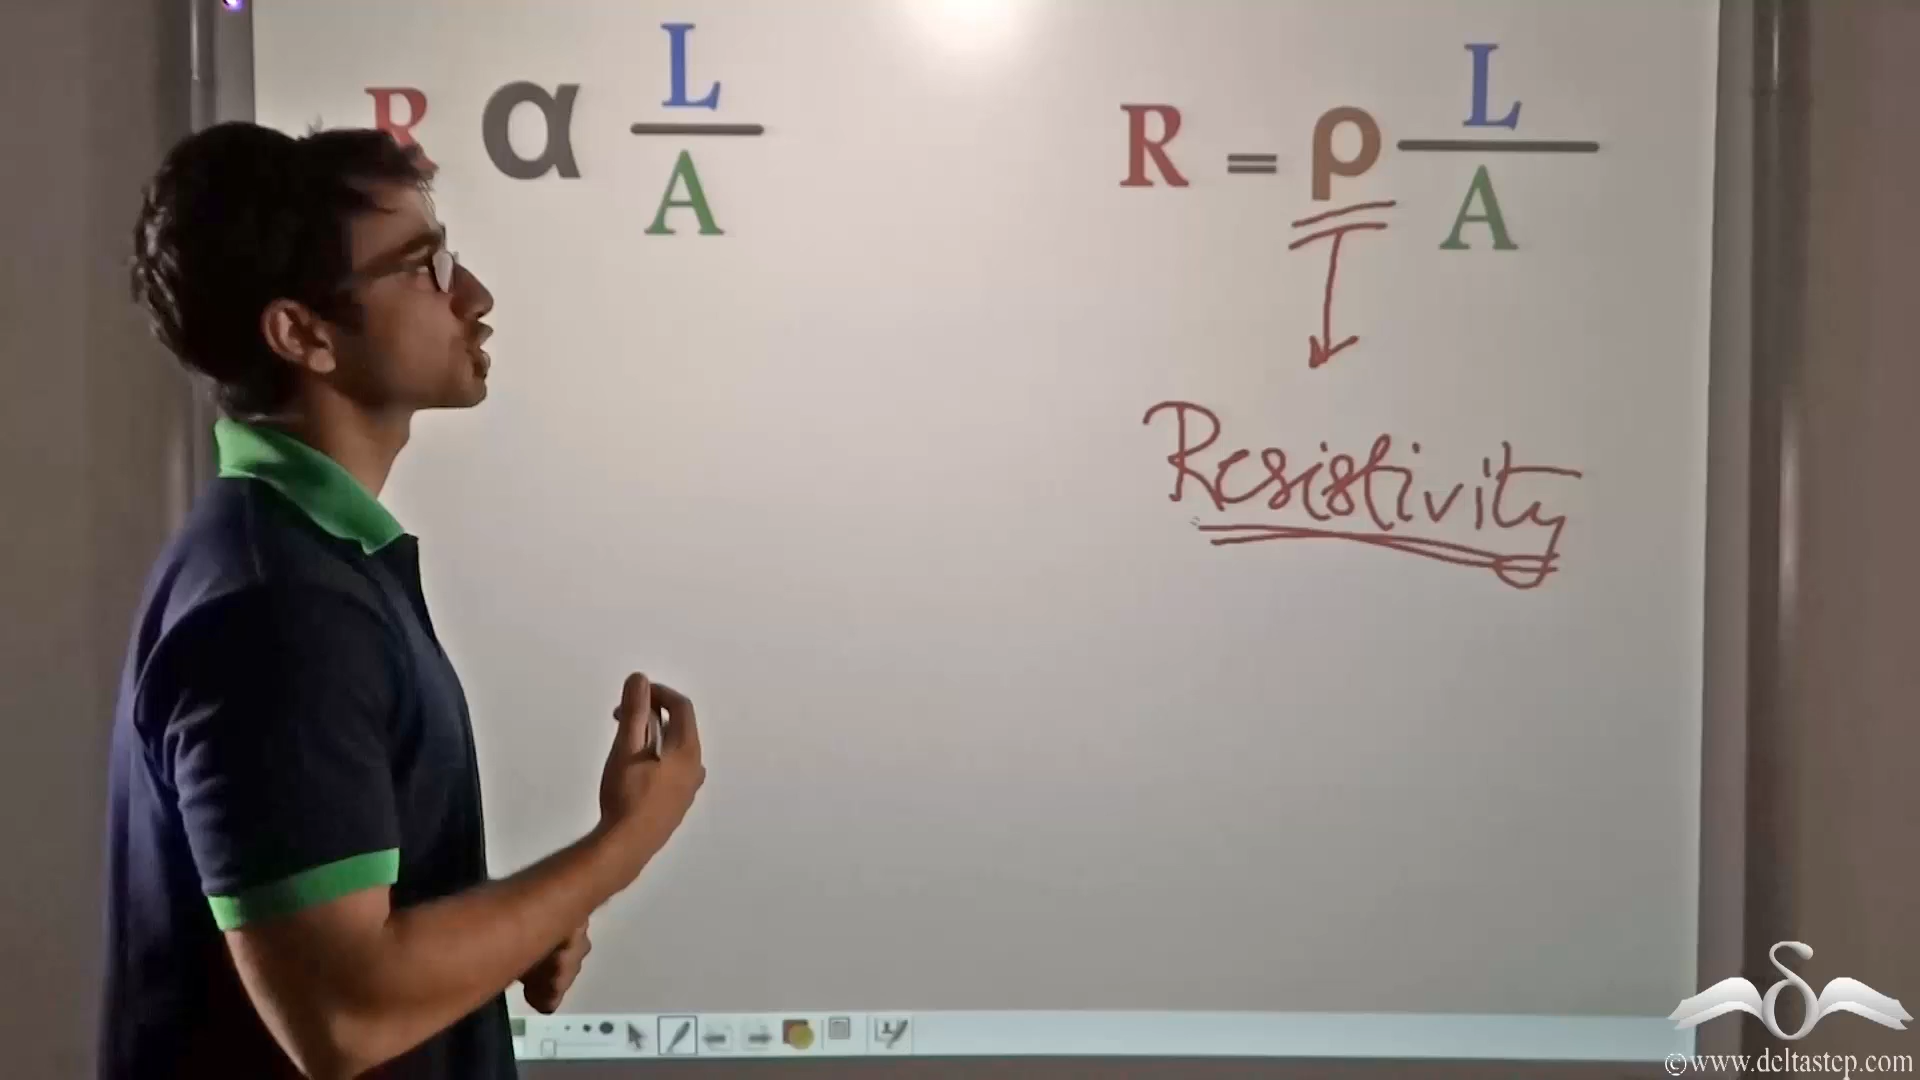 R α L
A
R = ρ L
A
Resistivity
©www.deltastep.com